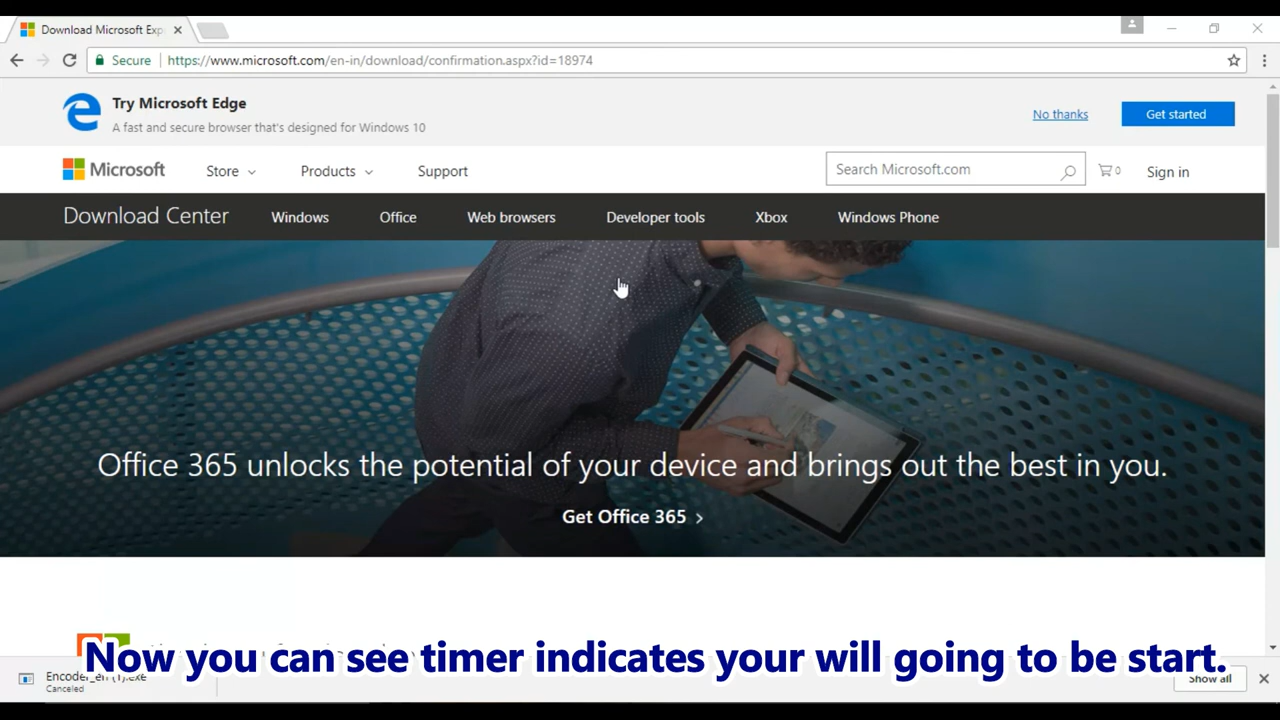 Download Microsoft Exp
Secure
https://www.microsoft.com/en-in/download/confirmation.aspx?id=18974
Try Microsoft Edge
A fast and secure browser that's designed for Windows 10
No thanks
Get started
Microsoft
Store
Products
Support
Search Microsoft.com
0
Sign in
Download Center
Windows
Office
Web browsers
Developer tools
Xbox
Windows Phone
Office 365 unlocks the potential of your device and brings out the best in you.
Get Office 365
Now you can see timer indicates your will going to be start.
Encoder_en (1).exe
Canceled
Show all